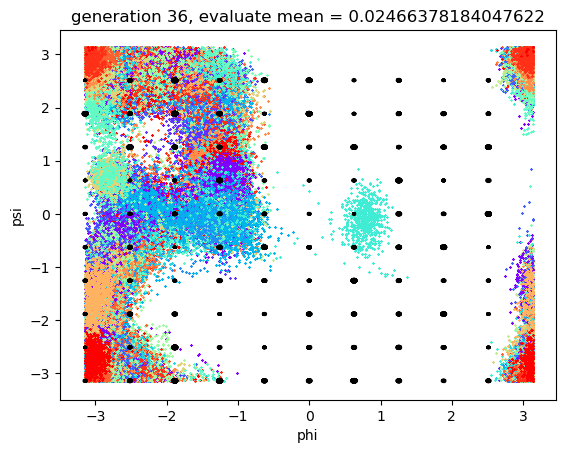 generation 36, evaluate mean = 0.02466378184047622
3
2
1
0
−1
−2
−3
psi
−3 −2 −1 0 1 2 3
phi